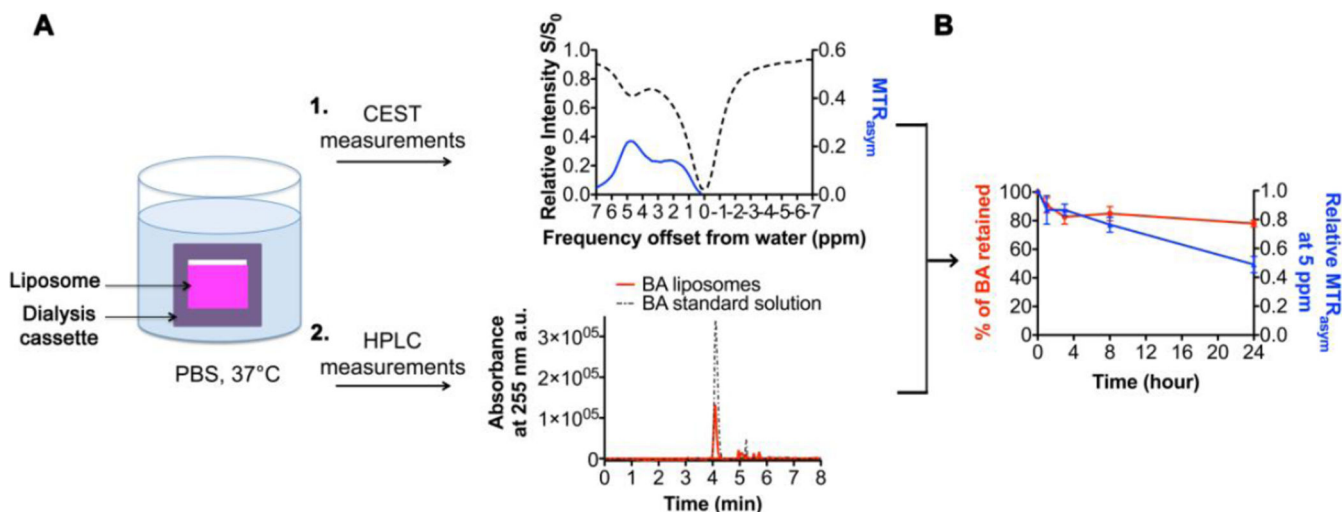 A
B
1.
CEST
measurements
Relative Intensity S/S0
1.0
0.8
0.6
0.4
0.2
0.0
0.6
0.4
0.2
0.0
MTRasym
7 6 5 4 3 2 1 0 -1 -2 -3 -4 -5 -6 -7
Frequency offset from water (ppm)
Liposome
Dialysis
cassette
PBS, 37°C
2.
HPLC
measurements
BA liposomes
BA standard solution
Absorbance
at 255 nm a.u.
3×10^05
2×10^05
1×10^05
0
0 1 2 3 4 5 6 7 8
Time (min)
% of BA retained
100
80
60
40
20
0
1.0
0.8
0.6
0.4
0.2
0.0
Relative MTRasym
at 5 ppm
0 4 8 12 16 20 24
Time (hour)